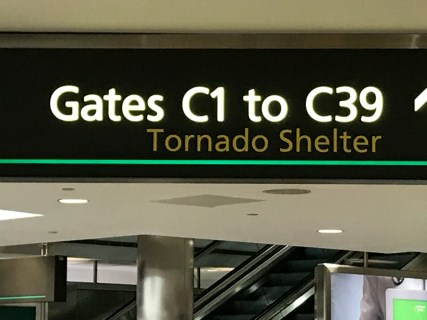 Gates C1 to C39
Tornado Shelter